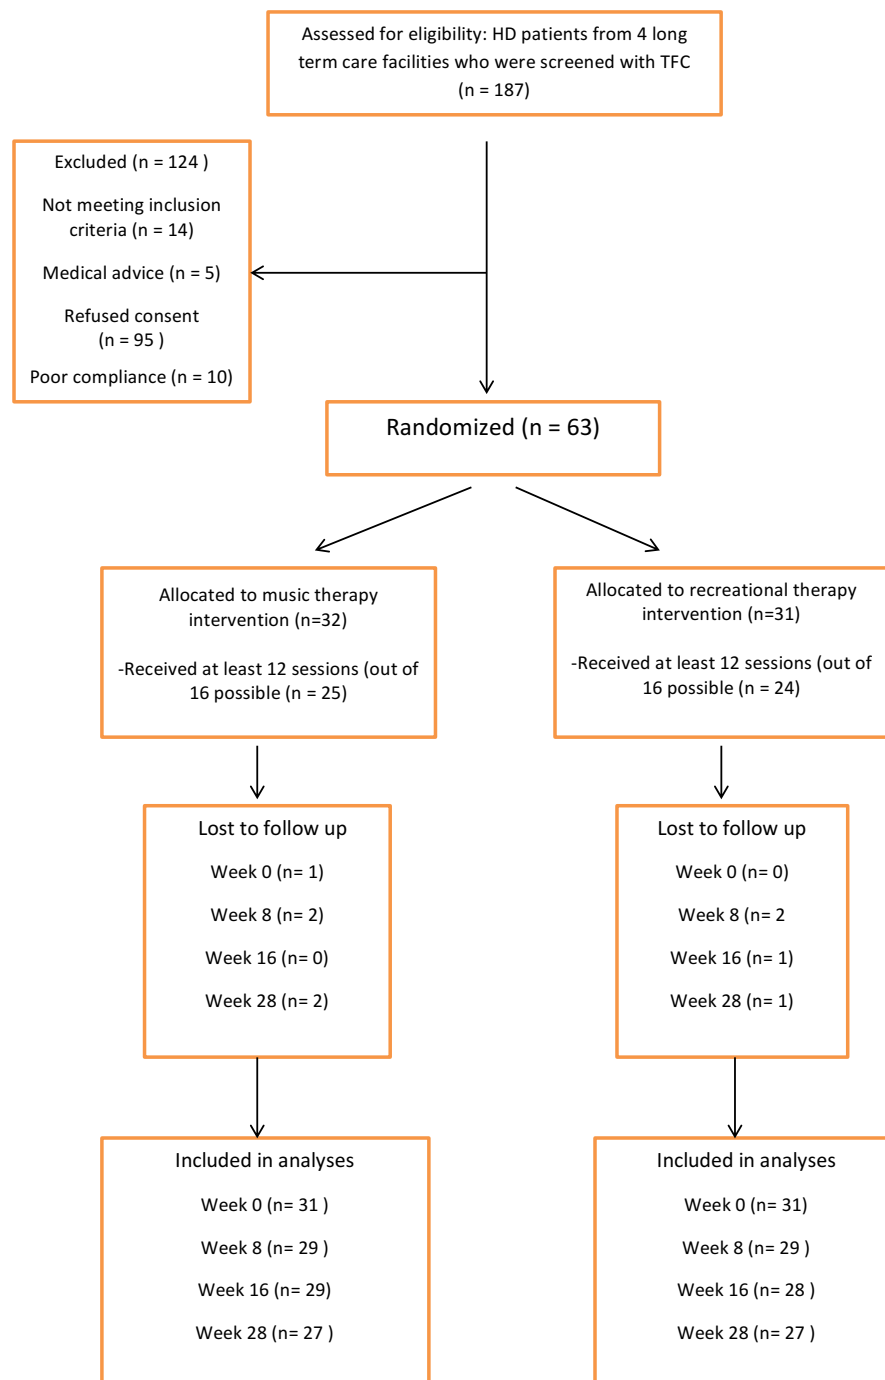 Assessed for eligibility: HD patients from 4 long
term care facilities who were screened with TFC
(n = 187)
Excluded (n = 124 )
Not meeting inclusion
criteria (n = 14)
Medical advice (n = 5)
Refused consent
(n = 95 )
Poor compliance (n = 10)
Randomized (n = 63)
Allocated to music therapy
intervention (n=32)
-Received at least 12 sessions (out of
16 possible (n = 25)
Allocated to recreational therapy
intervention (n=31)
-Received at least 12 sessions (out of
16 possible (n = 24)
Lost to follow up
Week 0 (n= 1)
Week 8 (n= 2)
Week 16 (n= 0)
Week 28 (n= 2)
Lost to follow up
Week 0 (n= 0)
Week 8 (n= 2
Week 16 (n= 1)
Week 28 (n= 1)
Included in analyses
Week 0 (n= 31 )
Week 8 (n= 29 )
Week 16 (n= 29)
Week 28 (n= 27 )
Included in analyses
Week 0 (n= 31)
Week 8 (n= 29 )
Week 16 (n= 28 )
Week 28 (n= 27 )